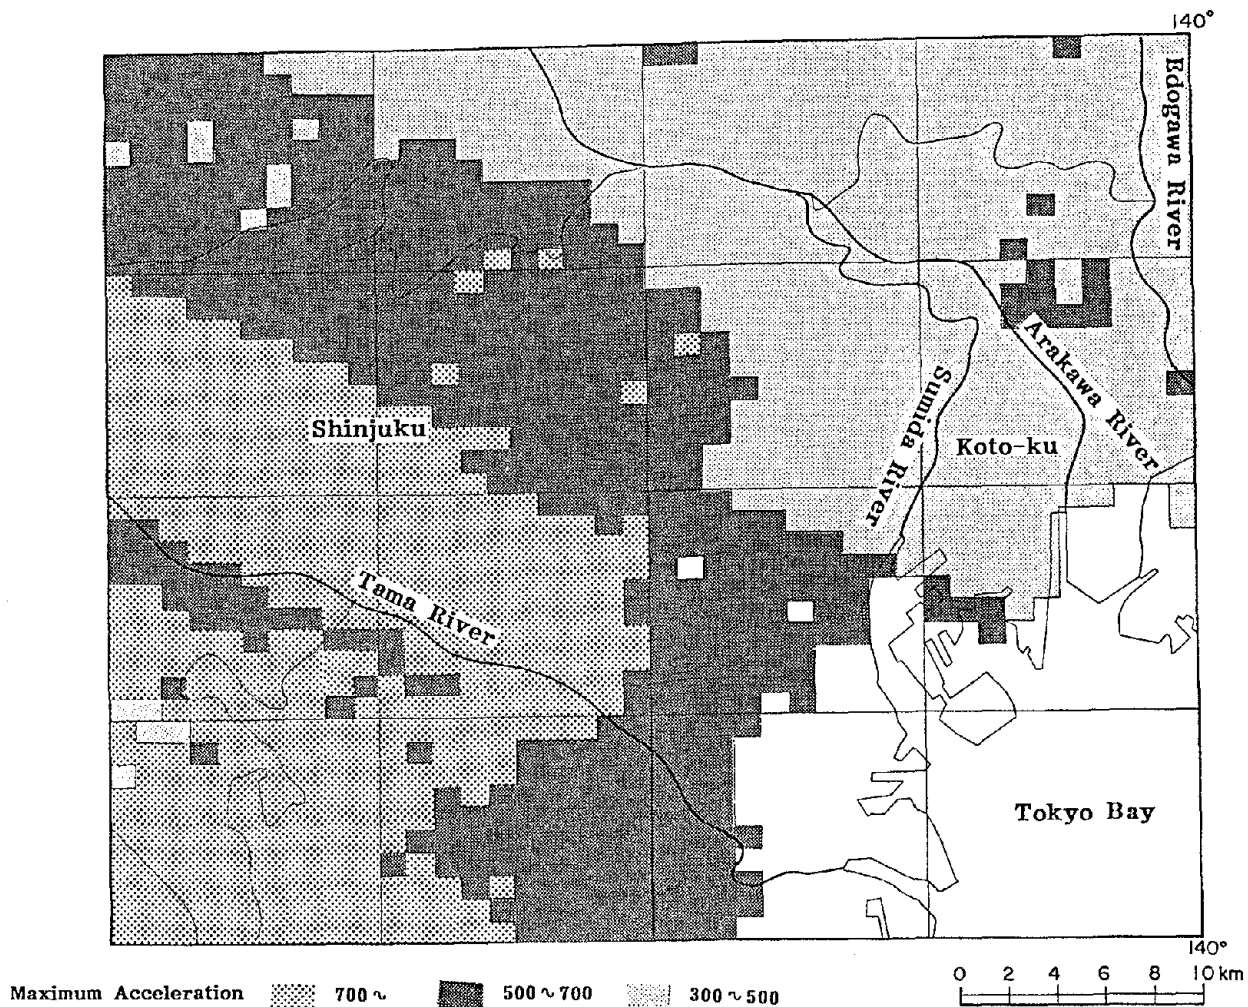 140°
Edogawn River
Arakawa River
Sumida River
Shinjuku
Koto-ku
Tama River
Tokyo Bay
140°
0 2 4 6 8 10 km
Maximum Acceleration 700~ 500~700 300~500